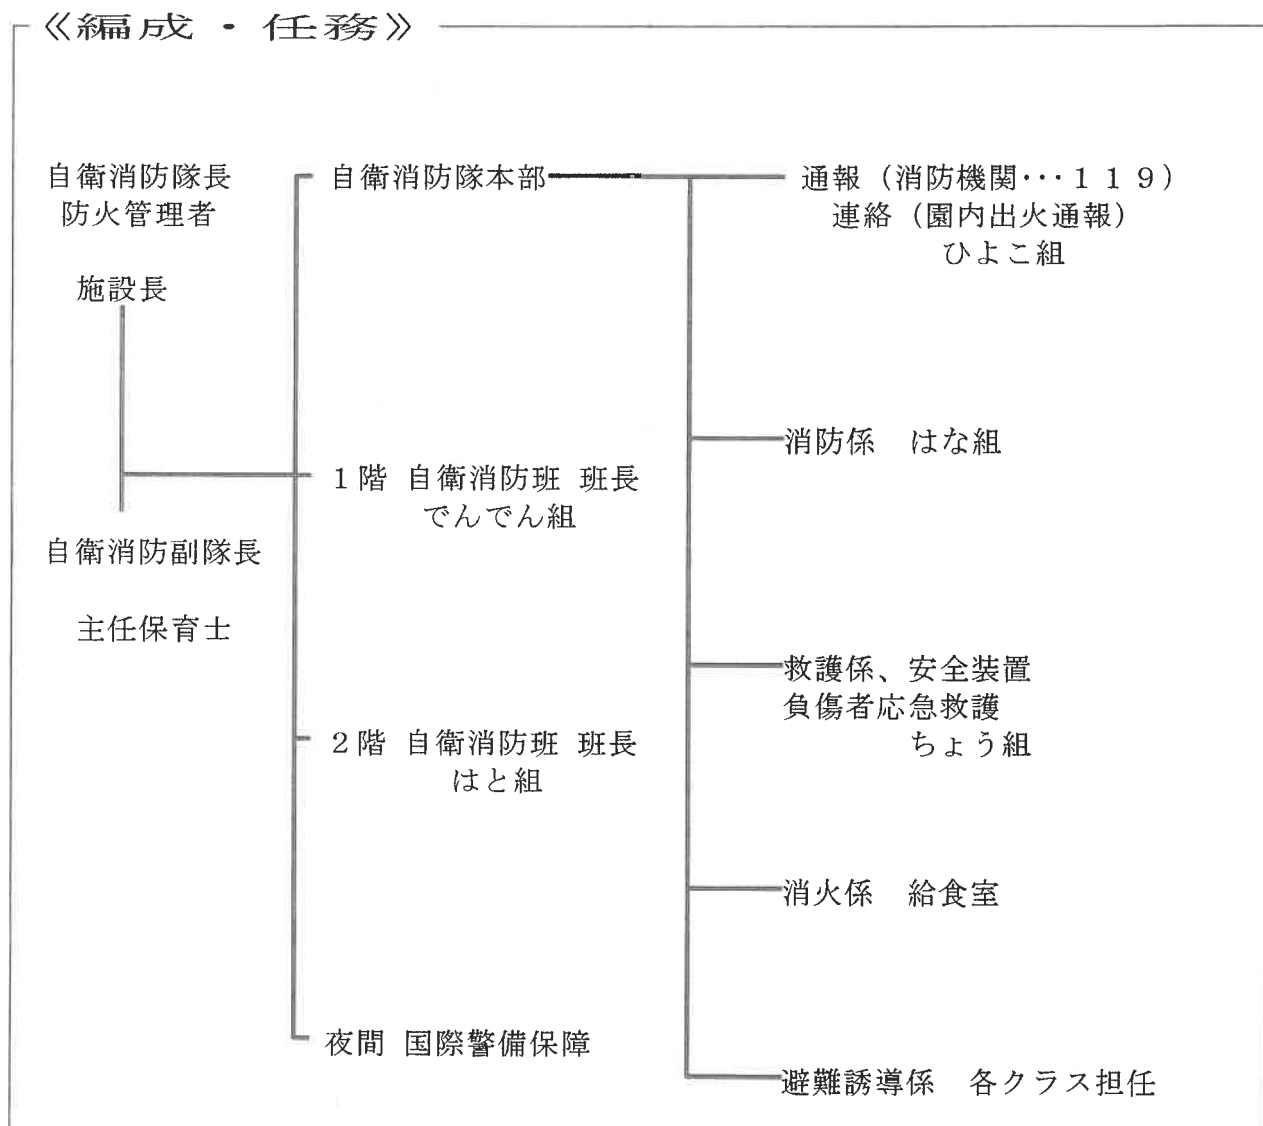 ≪編成・任務≫
自衛消防隊長
防火管理者
施設長
自衛消防副隊長
主任保育士
自衛消防隊本部
1階 自衛消防班 班長
でんでん組
2階 自衛消防班 班長
はと組
夜間 国際警備保障
通報（消防機関･･･１１９）
連絡（園内出火通報）
ひよこ組
消防係　はな組
救護係、安全装置
負傷者応急救護
ちょう組
消火係　給食室
避難誘導係　各クラス担任